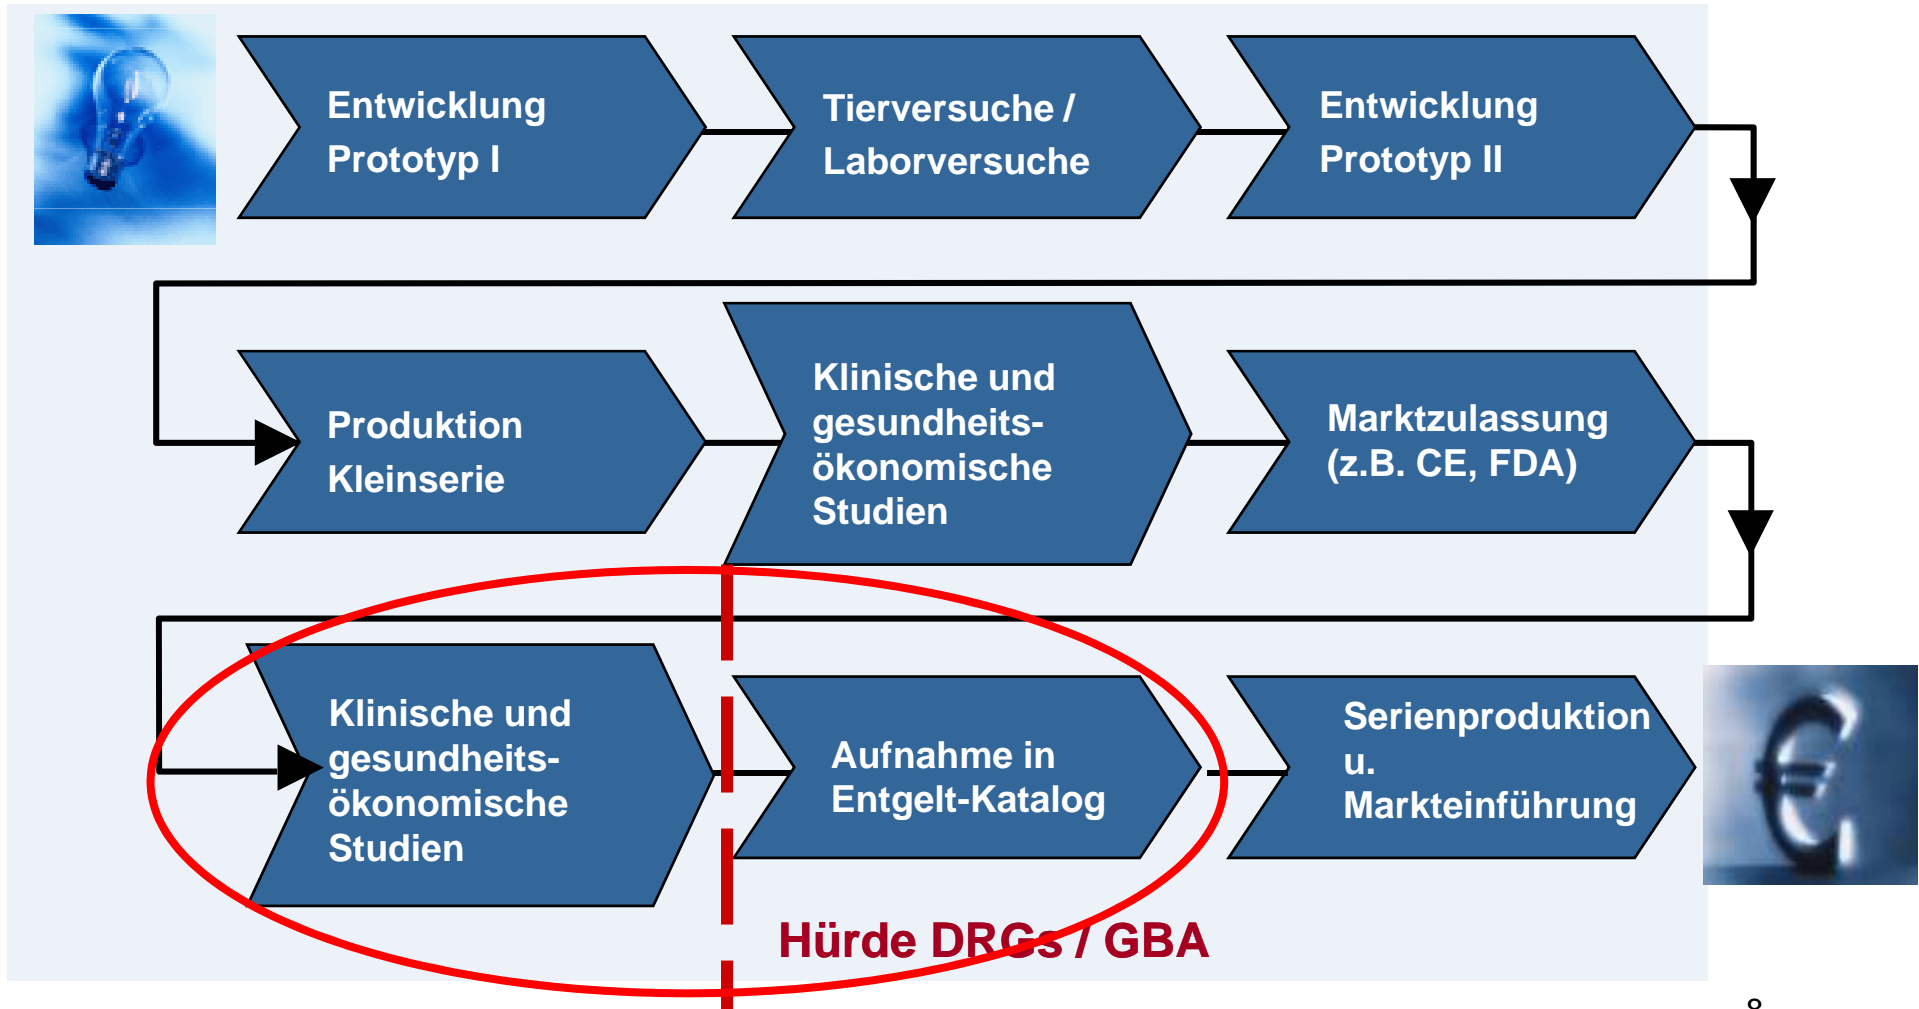 Entwicklung
Prototyp I
Tierversuche /
Laborversuche
Entwicklung
Prototyp II
Produktion
Kleinserie
Klinische und
gesundheits-
ökonomische
Studien
Marktzulassung
(z.B. CE, FDA)
Klinische und
gesundheits-
ökonomische
Studien
Aufnahme in
Entgelt-Katalog
Serienproduktion
u.
Markteinführung
€
Hürde DRGs / GBA
8